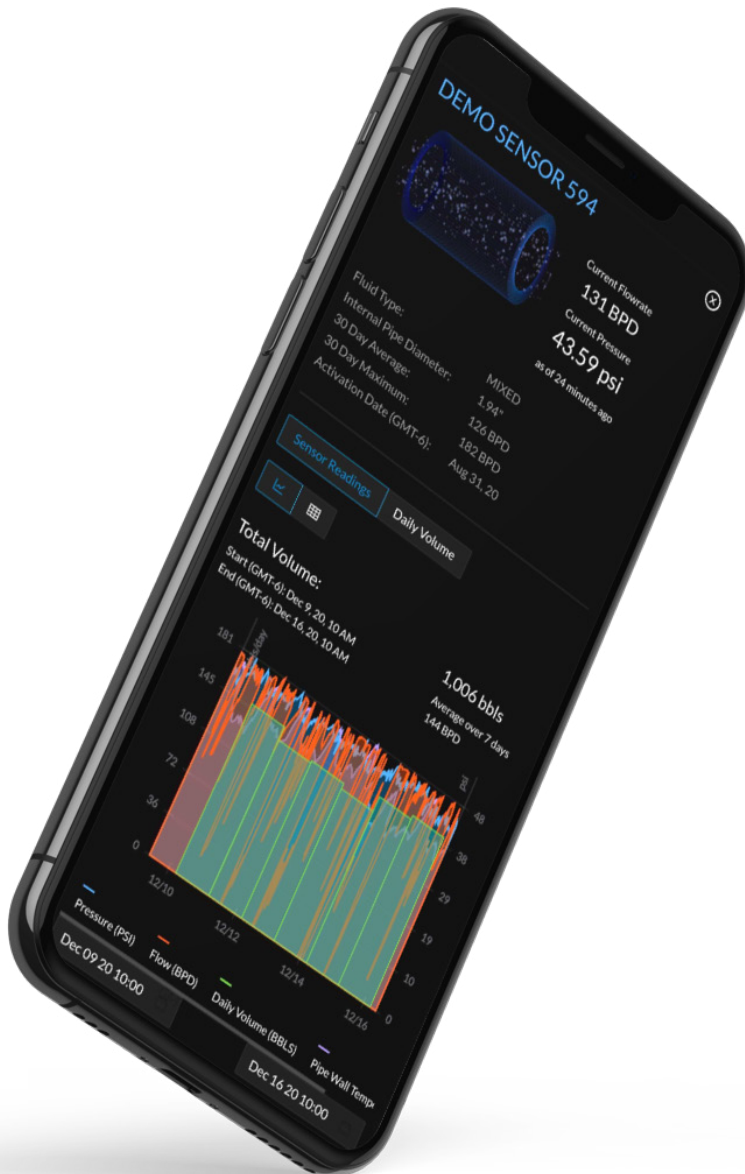 DEMO SENSOR 594
Current Flowrate
131 BPD
Current Pressure
43.59 psi
as of 24 minutes ago
Fluid Type: MIXED
Internal Pipe Diameter: 1.94"
30 Day Average: 126 BPD
30 Day Maximum: 182 BPD
Activation Date (GMT-6): Aug 31, 20
Sensor Readings
Daily Volume
Total Volume:
Start (GMT-6): Dec 9, 20, 10 AM
End (GMT-6): Dec 16, 20, 10 AM
1,006 bbls
Average over 7 days
144 BPD
psi
181
145
108
72
36
0
48
38
29
19
10
0
12/10
12/12
12/14
12/16
Pressure (PSI)
Flow (BPD)
Daily Volume (BBLS)
Pipe Wall
Dec 09 20 10:00
Dec 16 20 10:00